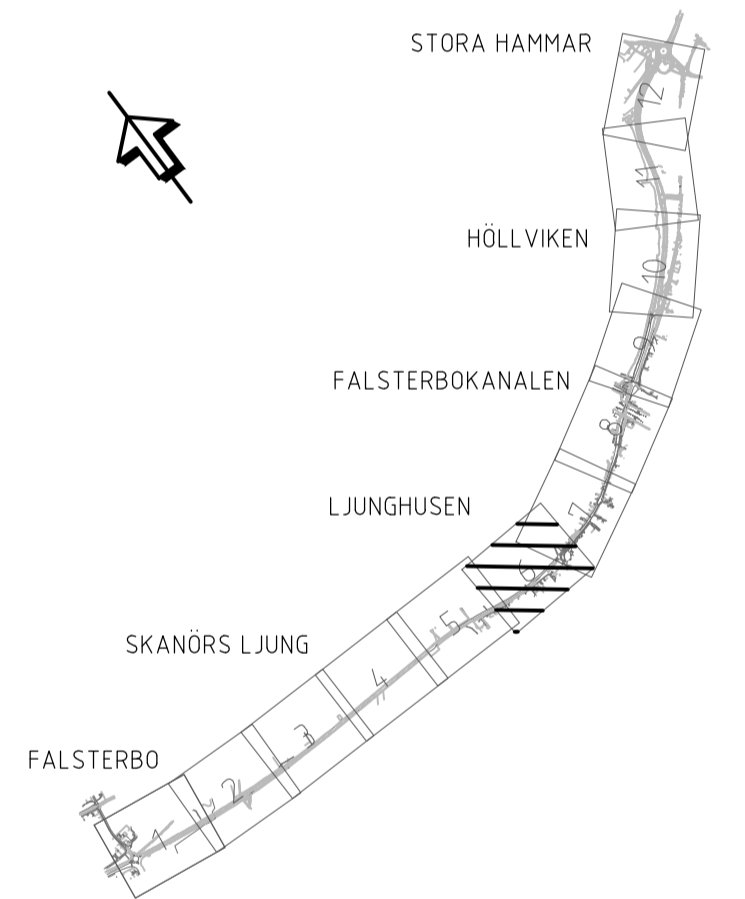 STORA HAMMAR
12
11
HÖLLVIKEN
10
9
FALSTERBOKANALEN
8
LJUNGHUSEN
7
6
5
SKANÖRS LJUNG
4
3
FALSTERBO
2
1